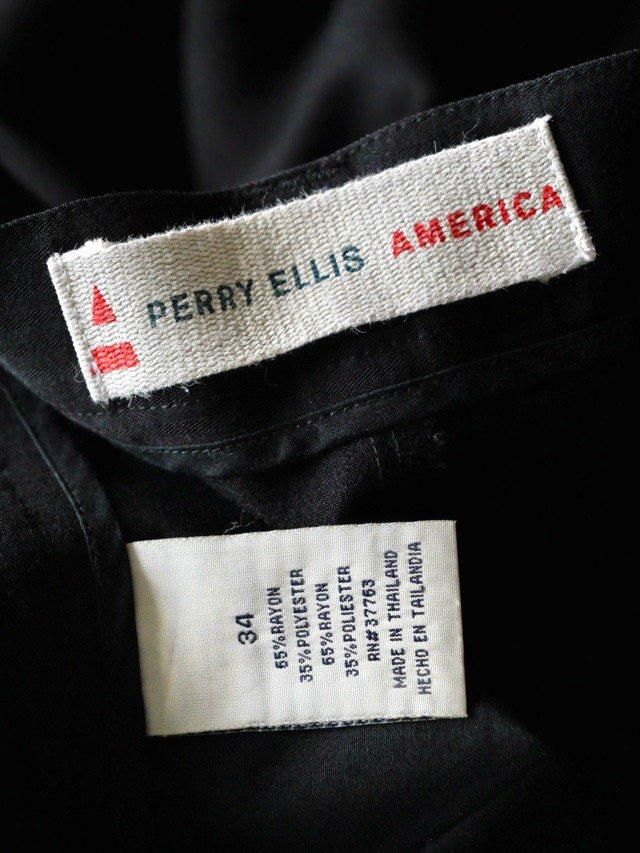 PERRY ELLIS AMERICA
34
65%RAYON
35%POLYESTER
65%RAYON
35%POLIESTER
RN#37763
MADE IN THAILAND
HECHO EN TAILANDIA